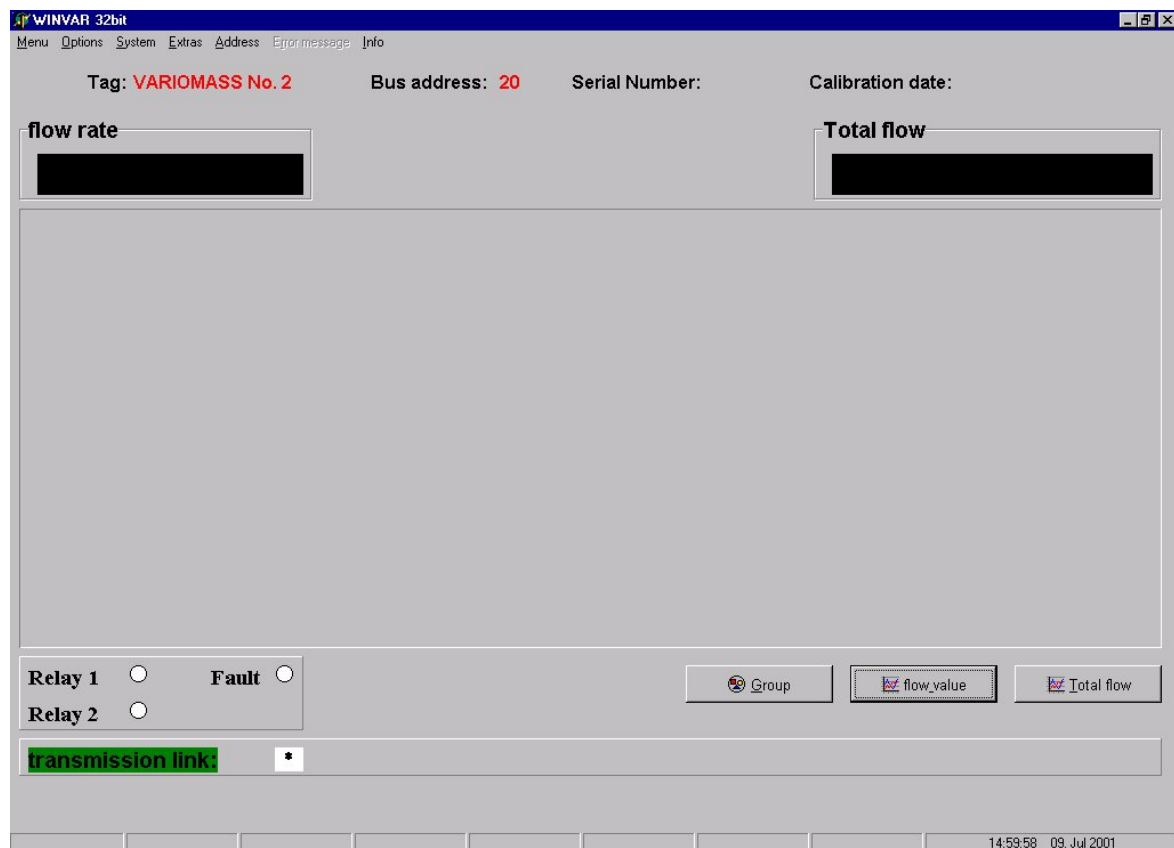 WINVAR 32bit
Menu Options System Extras Address Error message Info
Tag: VARIOMASS No. 2 Bus address: 20 Serial Number: Calibration date:
flow rate Total flow
Relay 1 Fault
Relay 2
Group flow_value Total flow
transmission link: *
14:59:58 09. Jul 2001